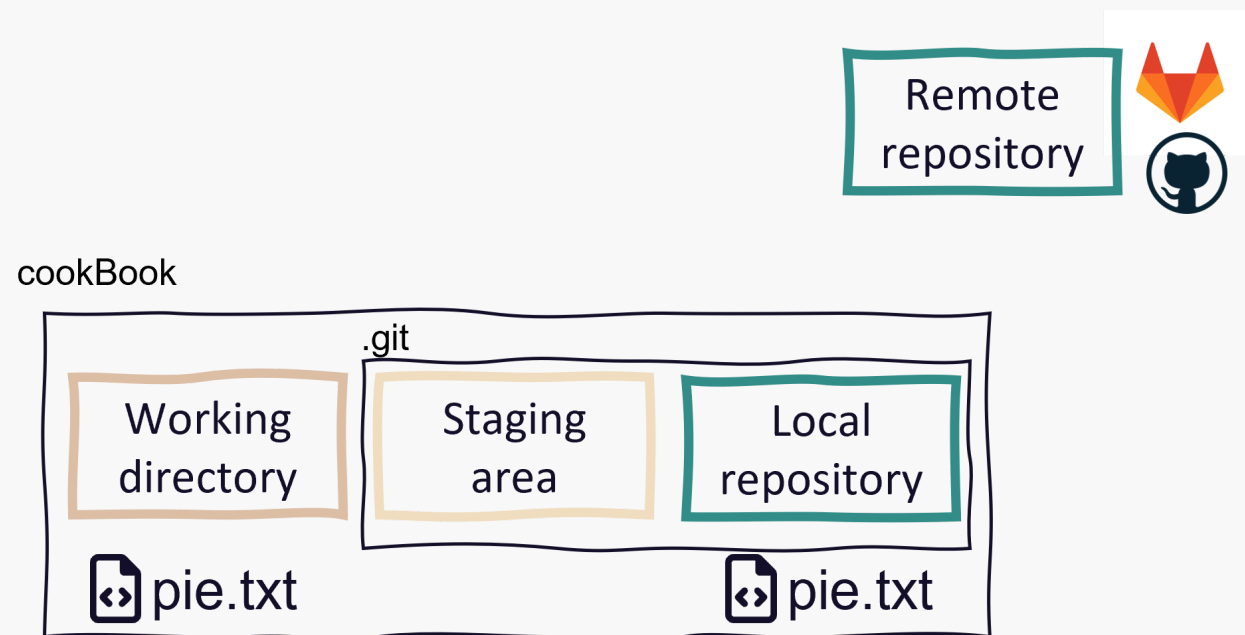 Remote
repository
cookBook
.git
Working
directory
Staging
area
Local
repository
pie.txt
pie.txt